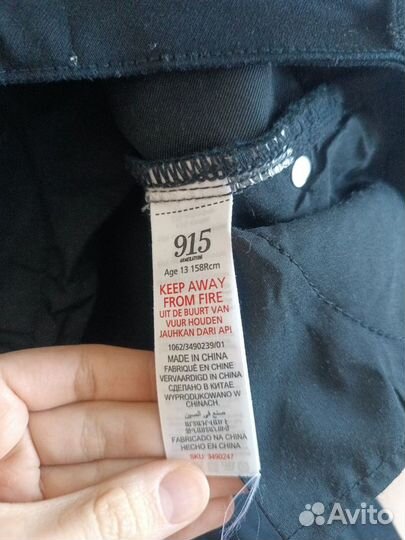 915
GENERATION
Age 13 158Rcm
KEEP AWAY
FROM FIRE
UIT DE BUURT VAN
VUUR HOUDEN
JAUHKAN DARI API
1062/3490239/01
MADE IN CHINA
FABRIQUÉ EN CHINE
VERVAARDIGD IN CHINA
СДЕЛАНО В КИТАЕ
WYPRODUKOWANO W
CHINACH.
صنع في الصين
FABRICADO NA CHINA
HECHO EN CHINA
SKU: 3490247
Avito